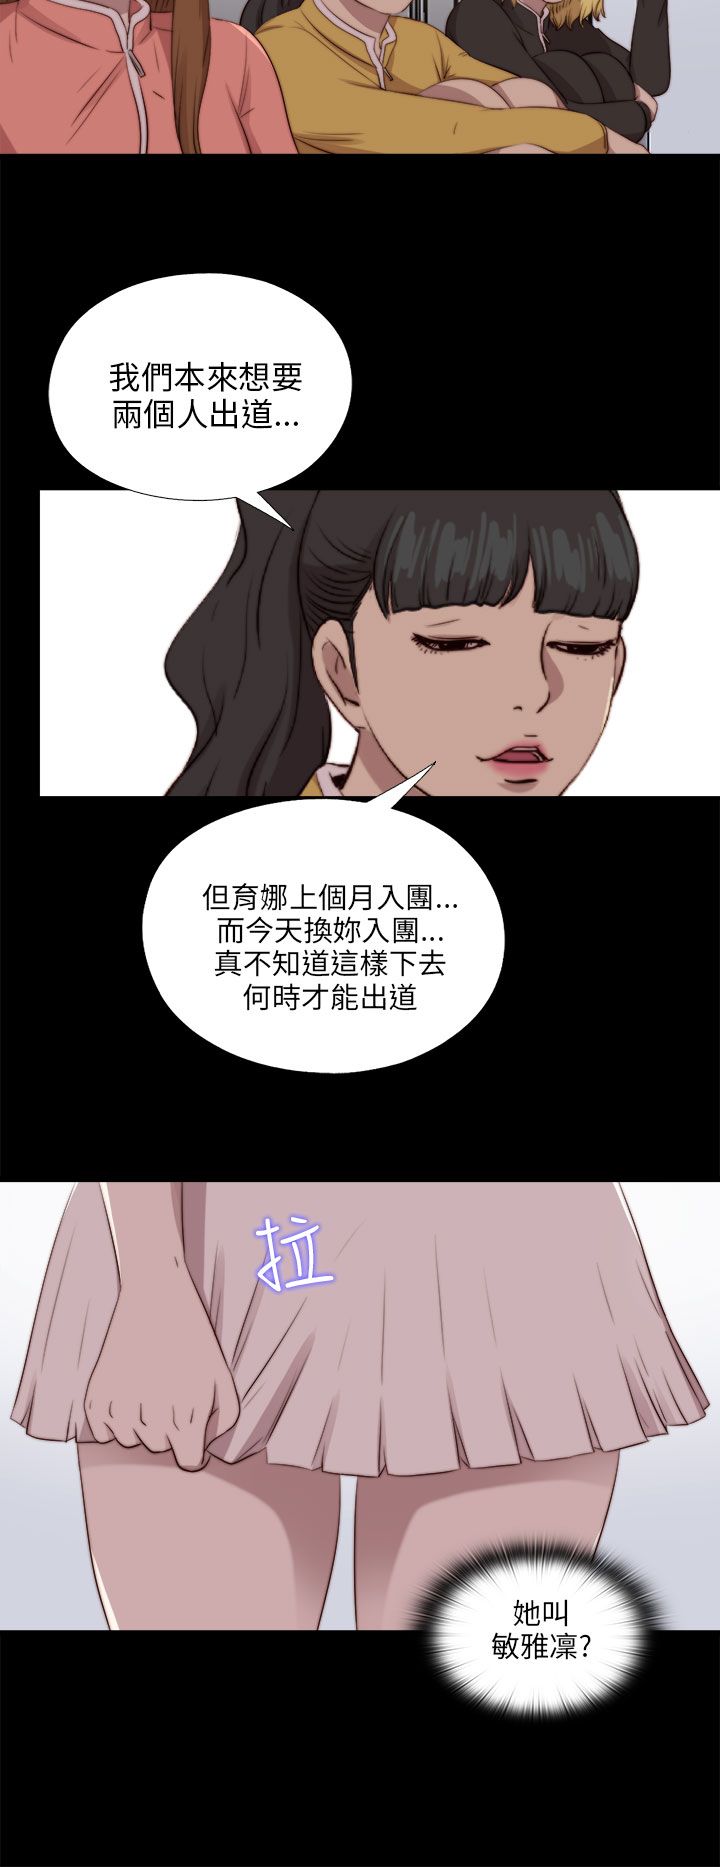 我們本來想要
兩個人出道...
但育娜上個月入團...
而今天換妳入團...
真不知道這樣下去
何時才能出道
拉
她叫
敏雅凜?